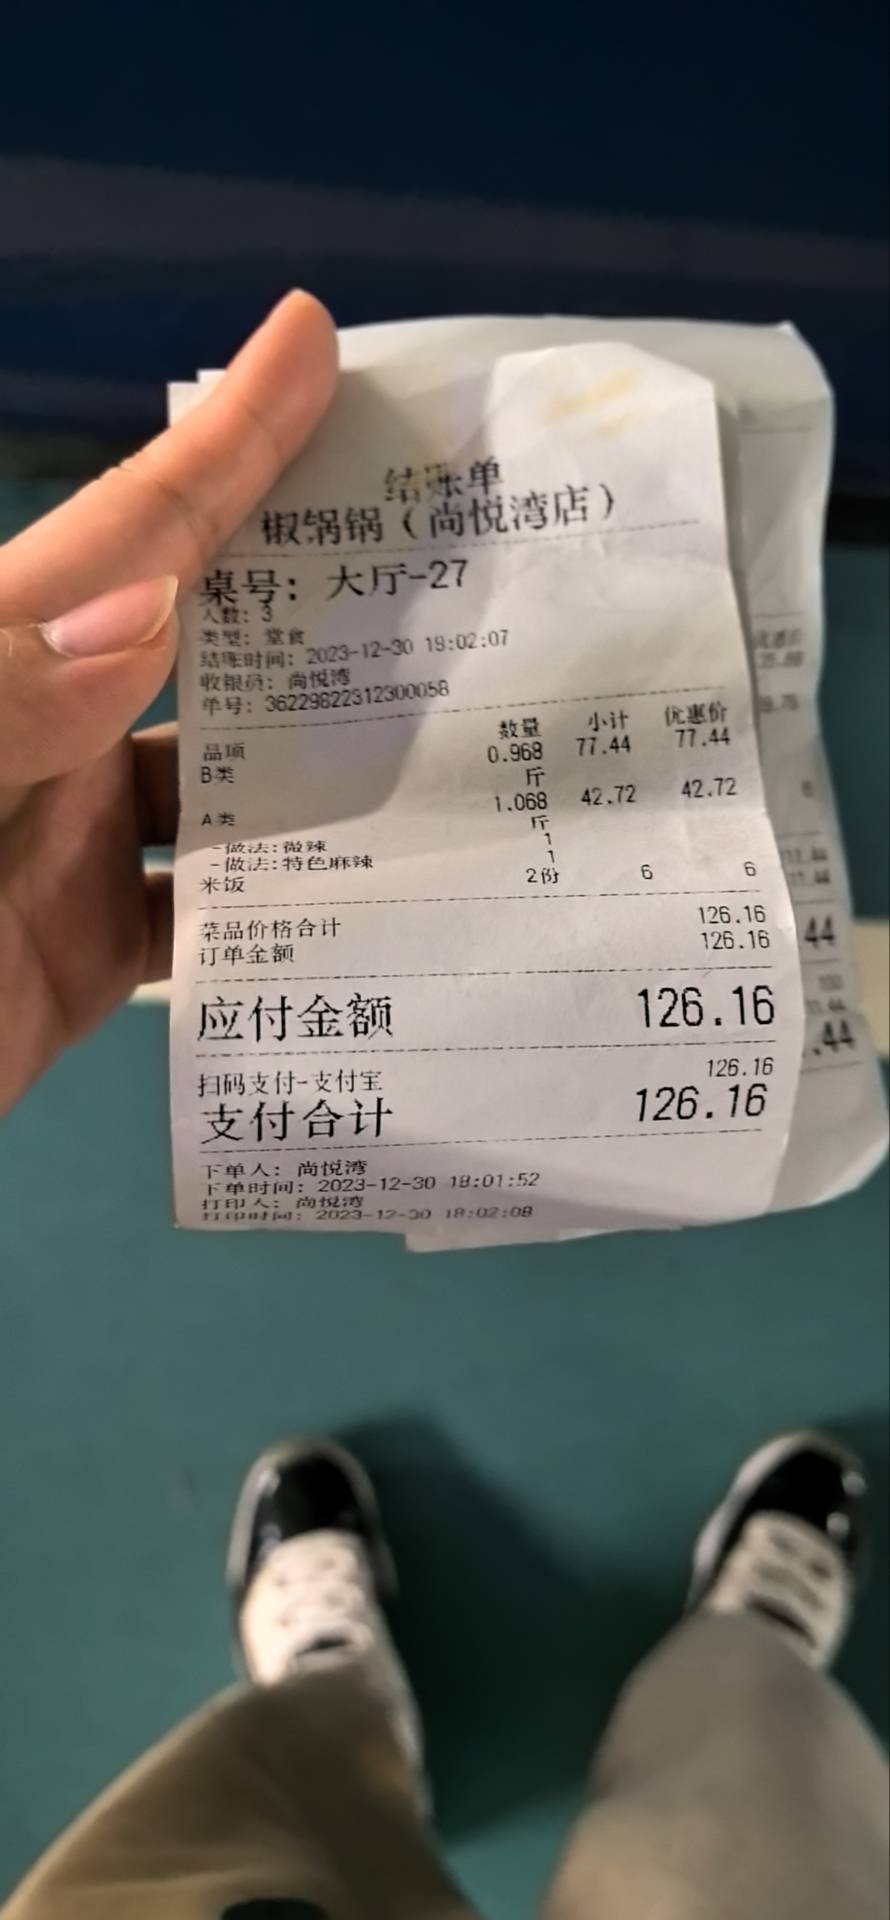 结账单
椒锅锅（尚悦湾店）
桌号：大厅-27
人数：3
类型：堂食
结账时间：2023-12-30 18:02:07
收银员：尚悦湾
单号：36229822312300058
品项 数量 小计 优惠价
B类 0.968 77.44 77.44
斤
A类 1.068 42.72 42.72
斤
-做法:微辣 1
-做法:特色麻辣 1
米饭 2份 6 6
菜品价格合计 126.16
订单金额 126.16
应付金额 126.16
扫码支付-支付宝 126.16
支付合计 126.16
下单人：尚悦湾
下单时间：2023-12-30 18:01:52
打印人：尚悦湾
打印时间：2023-12-30 18:02:08
44
.44